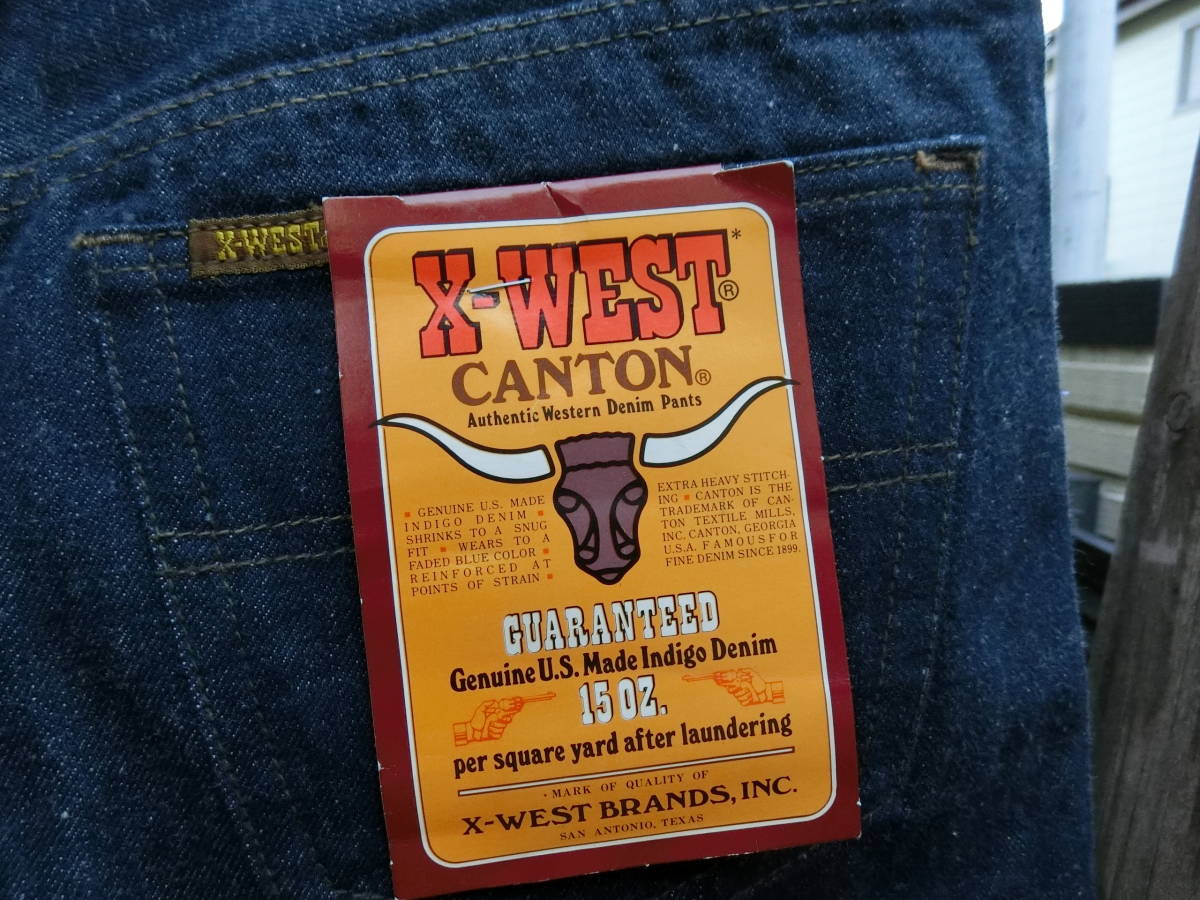 X-WEST
X-WEST®*
CANTON®
Authentic Western Denim Pants
▪ GENUINE U.S. MADE
INDIGO DENIM ▪
SHRINKS TO A SNUG
FIT ▪ WEARS TO A
FADED BLUE COLOR ▪
REINFORCED AT
POINTS OF STRAIN ▪
EXTRA HEAVY STITCH-
ING ▪ CANTON IS THE
TRADEMARK OF CAN-
TON TEXTILE MILLS,
INC. CANTON, GEORGIA
U.S.A. FAMOUS FOR
FINE DENIM SINCE 1899.
GUARANTEED
Genuine U.S. Made Indigo Denim
15 OZ.
per square yard after laundering
· MARK OF QUALITY OF
X-WEST BRANDS, INC.
SAN ANTONIO, TEXAS